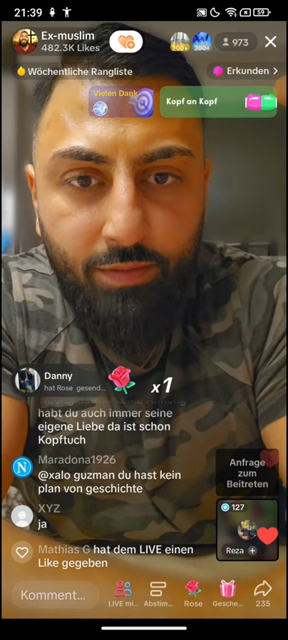 21:39
59
Ex-muslim
482.3K Likes
973
Wöchentliche Rangliste
Erkunden >
Vielen Dank
Kopf an Kopf
Danny
hat Rose gesend...
x1
habt du auch immer seine
eigene Liebe da ist schon
Kopftuch
Maradona1926
@xalo guzman du hast kein
plan von geschichte
XYZ
ja
Mathias G hat dem LIVE einen
Like gegeben
Anfrage
zum
Beitreten
127
Reza +
Komment...
LIVE mi...
Abstim...
Rose
Gesche...
235